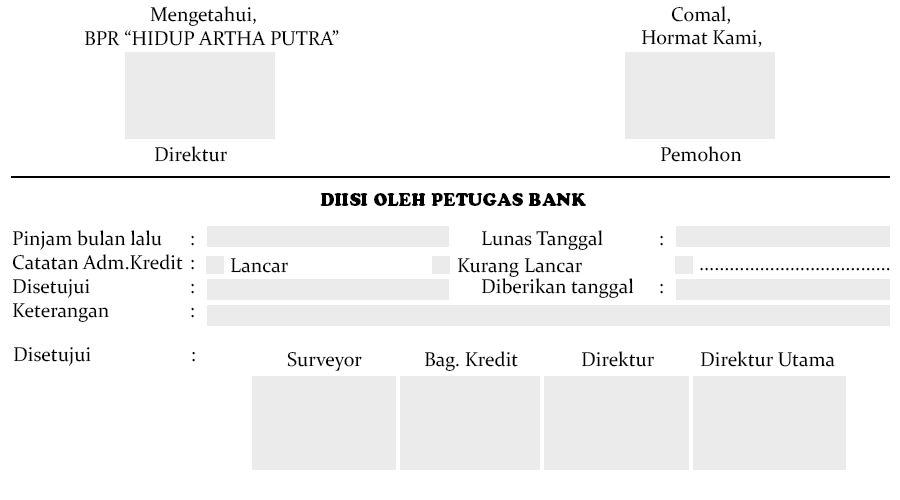 Mengetahui,
BPR “HIDUP ARTHA PUTRA”
Direktur
Comal,
Hormat Kami,
Pemohon
DIISI OLEH PETUGAS BANK
Pinjam bulan lalu : Lunas Tanggal :
Catatan Adm.Kredit : Lancar Kurang Lancar ........................................
Disetujui : Diberikan tanggal :
Keterangan :
Disetujui : Surveyor Bag. Kredit Direktur Direktur Utama